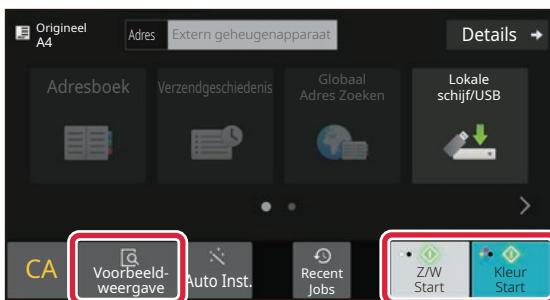 Origineel
A4
Adres
Extern geheugenapparaat
Details
Adresboek
Verzendgeschiedenis
Globaal
Adres Zoeken
Lokale
schijf/USB
CA
Voorbeeld-
weergave
Auto Inst.
Recent
Jobs
Z/W
Start
Kleur
Start